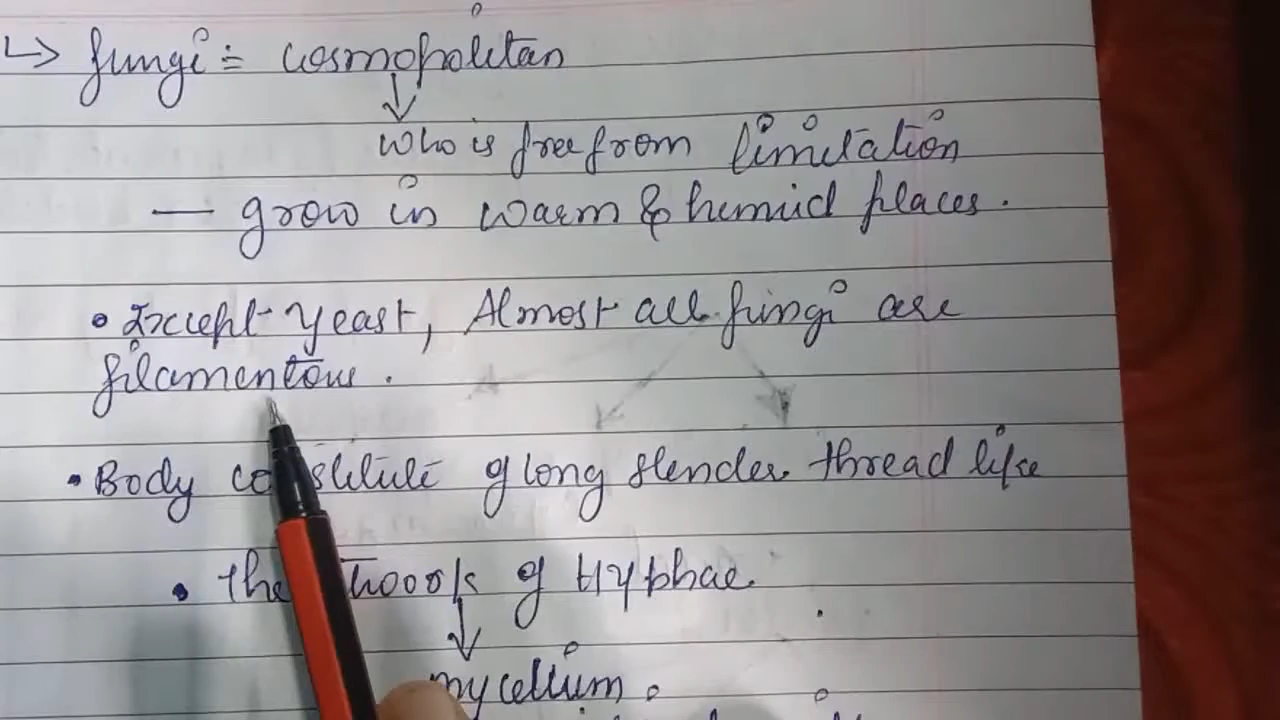 ↳ fungi = cosmopolitan
↓
who is free from limitation
— grow in warm & humid places.
• Except yeast, Almost all fungi are
filamentous.
• Body constitute of long slender thread like
• The of Hyphae.
↓
mycelium.